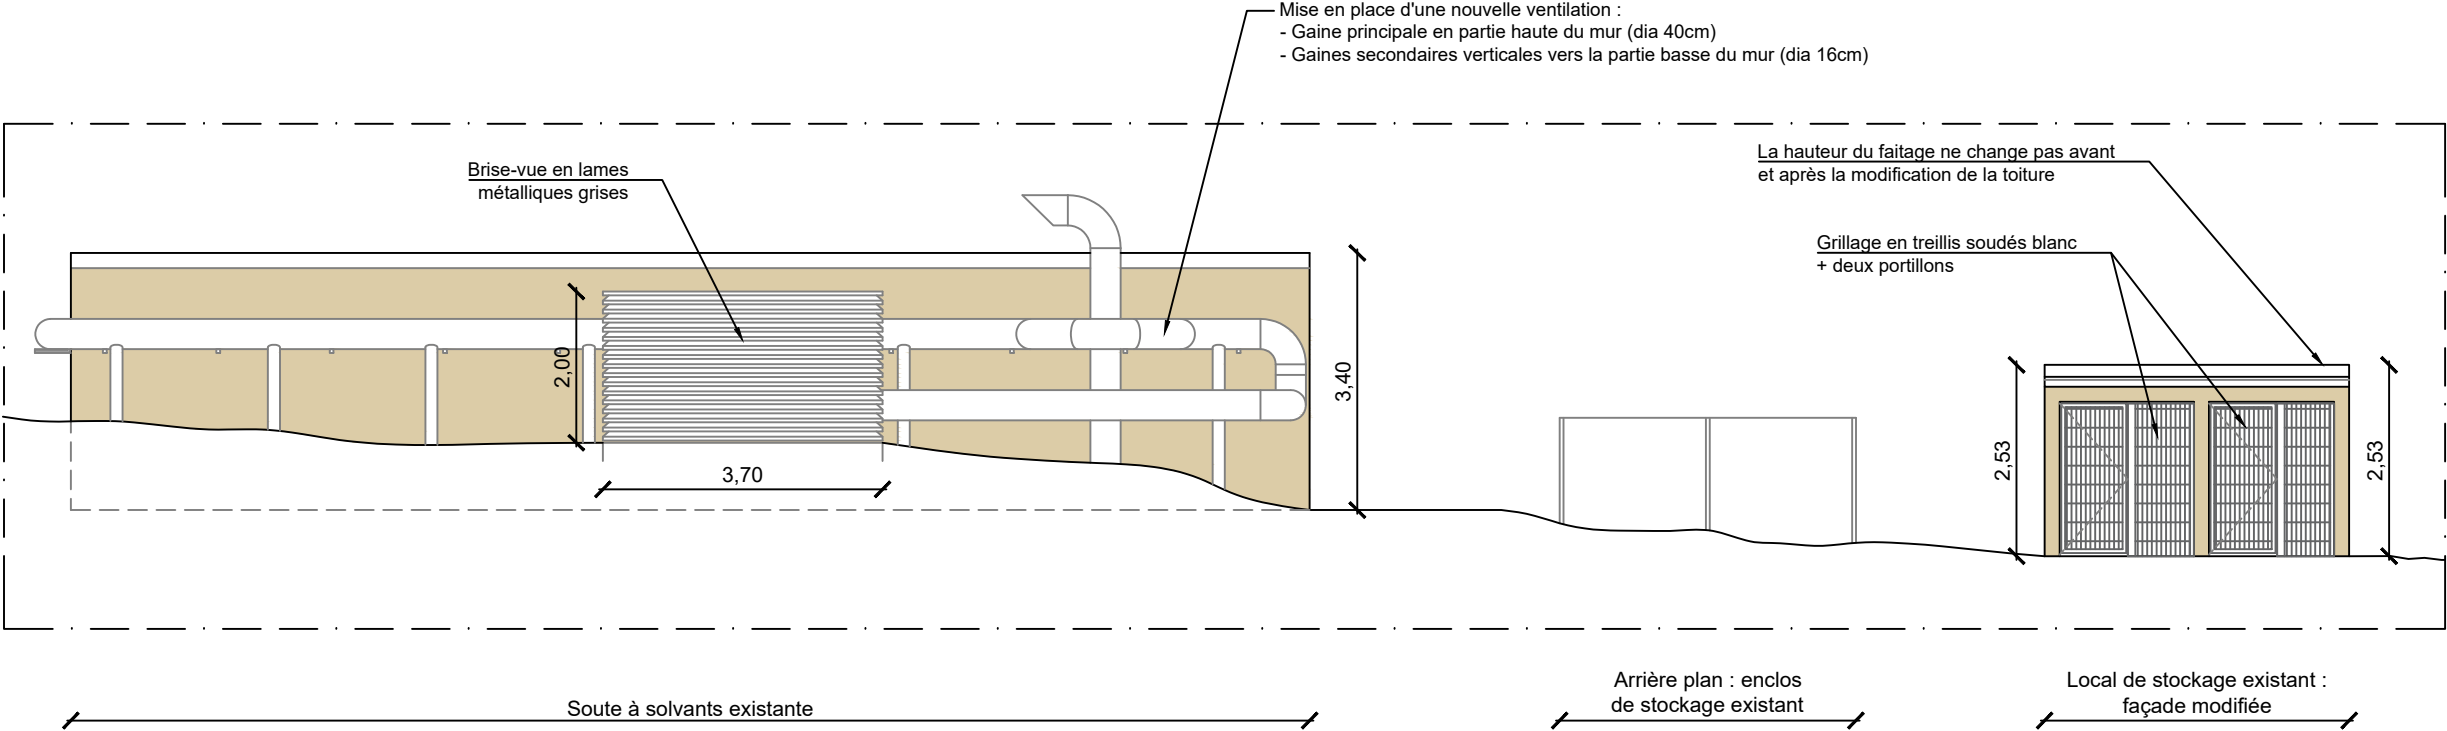 Mise en place d'une nouvelle ventilation :
- Gaine principale en partie haute du mur (dia 40cm)
- Gaines secondaires verticales vers la partie basse du mur (dia 16cm)
Brise-vue en lames
métalliques grises
La hauteur du faitage ne change pas avant
et après la modification de la toiture
Grillage en treillis soudés blanc
+ deux portillons
2,00
3,70
3,40
2,53
2,53
Soute à solvants existante
Arrière plan : enclos
de stockage existant
Local de stockage existant :
façade modifiée